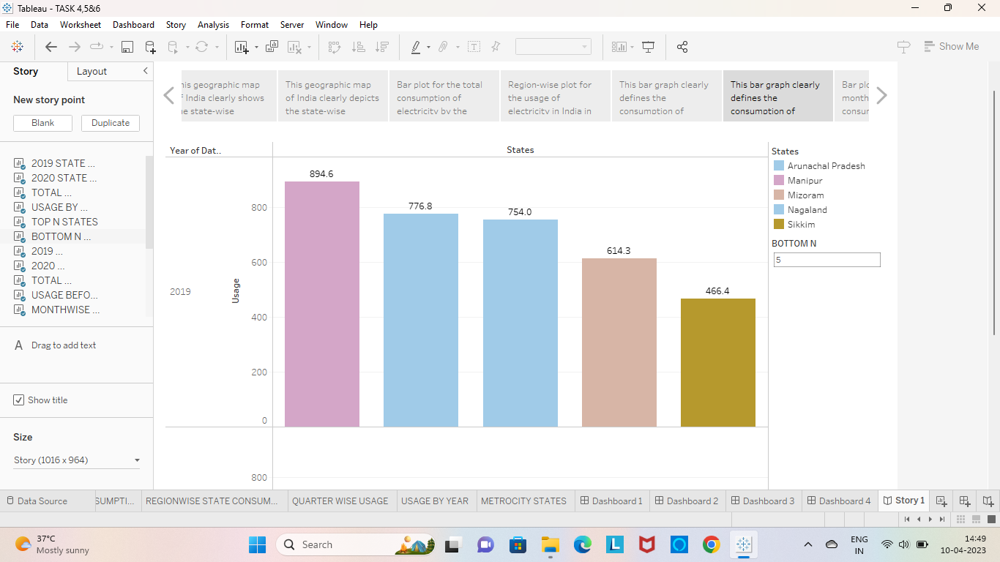 Tableau - TASK 4,5&6
File Data Worksheet Dashboard Story Analysis Format Server Window Help
Show Me
Story Layout
New story point
Blank Duplicate
his geographic map
India clearly shows
the state-wise
This geographic map
of India clearly depicts
the state-wise
Bar plot for the total
consumption of
electricity by the
Region-wise plot for
the usage of
electricity in India in
This bar graph clearly
defines the
consumption of
This bar graph clearly
defines the
consumption of
Bar plo
month
consur
2019 STATE ...
2020 STATE ...
TOTAL ...
USAGE BY ...
TOP N STATES
BOTTOM N ...
2019 ...
2020 ...
TOTAL ...
USAGE BEFO...
MONTHWISE ...
A Drag to add text
Show title
Size
Story (1016 x 964)
Year of Dat..
States
2019
Usage
800
600
400
200
0
800
894.6
776.8
754.0
614.3
466.4
States
Arunachal Pradesh
Manipur
Mizoram
Nagaland
Sikkim
BOTTOM N
5
Data Source SUMPTI... REGIONWISE STATE CONSUM... QUARTER WISE USAGE USAGE BY YEAR METROCITY STATES Dashboard 1 Dashboard 2 Dashboard 3 Dashboard 4 Story 1
37°C
Mostly sunny
Search
ENG
IN
14:49
10-04-2023